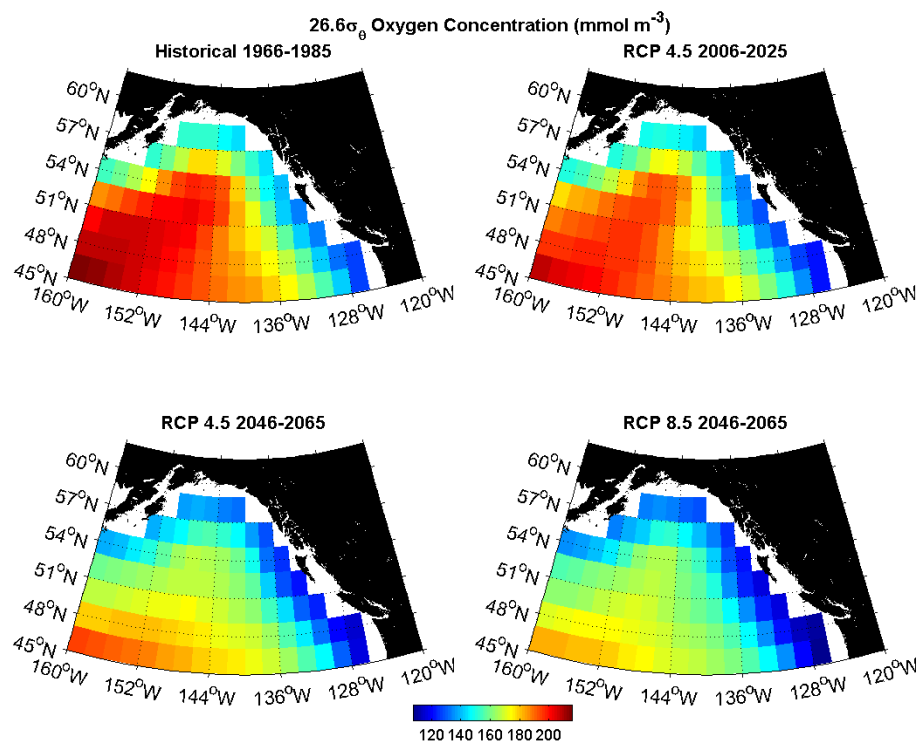 26.6σθ Oxygen Concentration (mmol m⁻³)
Historical 1966-1985
RCP 4.5 2006-2025
60°N
57°N
54°N
51°N
48°N
45°N
160°W
152°W
144°W
136°W
128°W
120°W
60°N
57°N
54°N
51°N
48°N
45°N
160°W
152°W
144°W
136°W
128°W
120°W
RCP 4.5 2046-2065
RCP 8.5 2046-2065
60°N
57°N
54°N
51°N
48°N
45°N
160°W
152°W
144°W
136°W
128°W
120°W
60°N
57°N
54°N
51°N
48°N
45°N
160°W
152°W
144°W
136°W
128°W
120°W
120 140 160 180 200